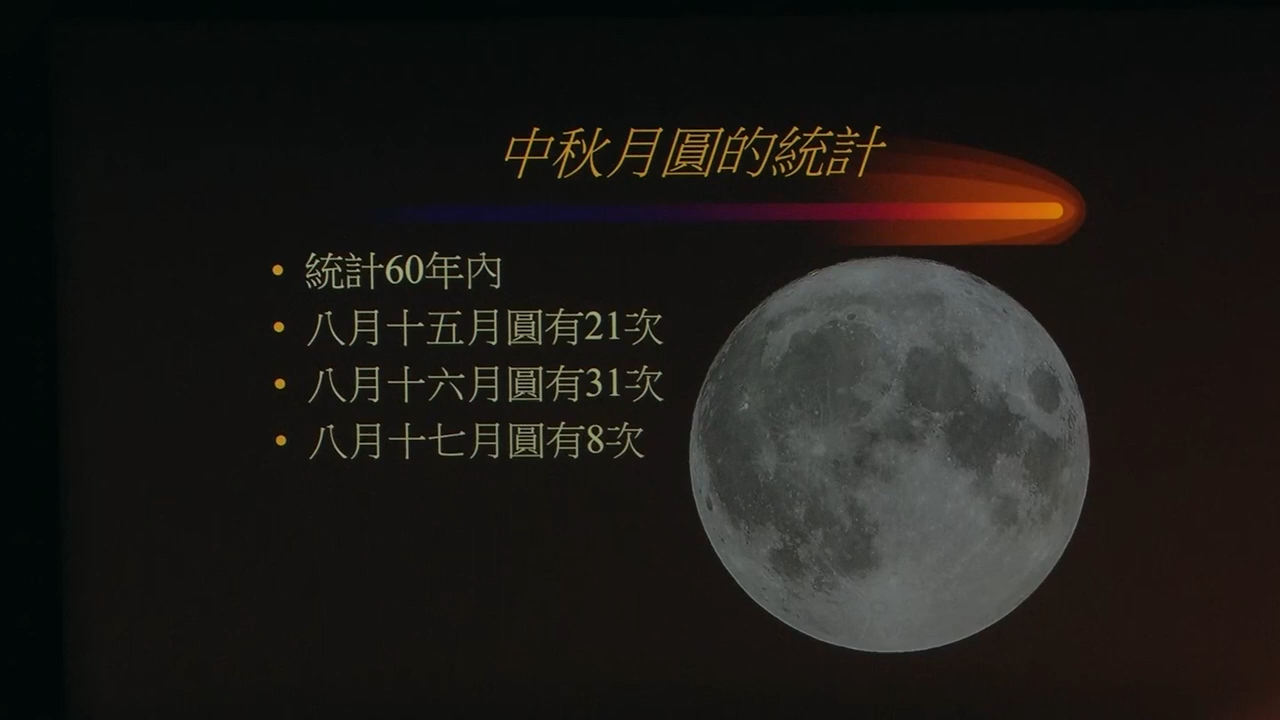 中秋月圓的統計
• 統計60年內
• 八月十五月圓有21次
• 八月十六月圓有31次
• 八月十七月圓有8次